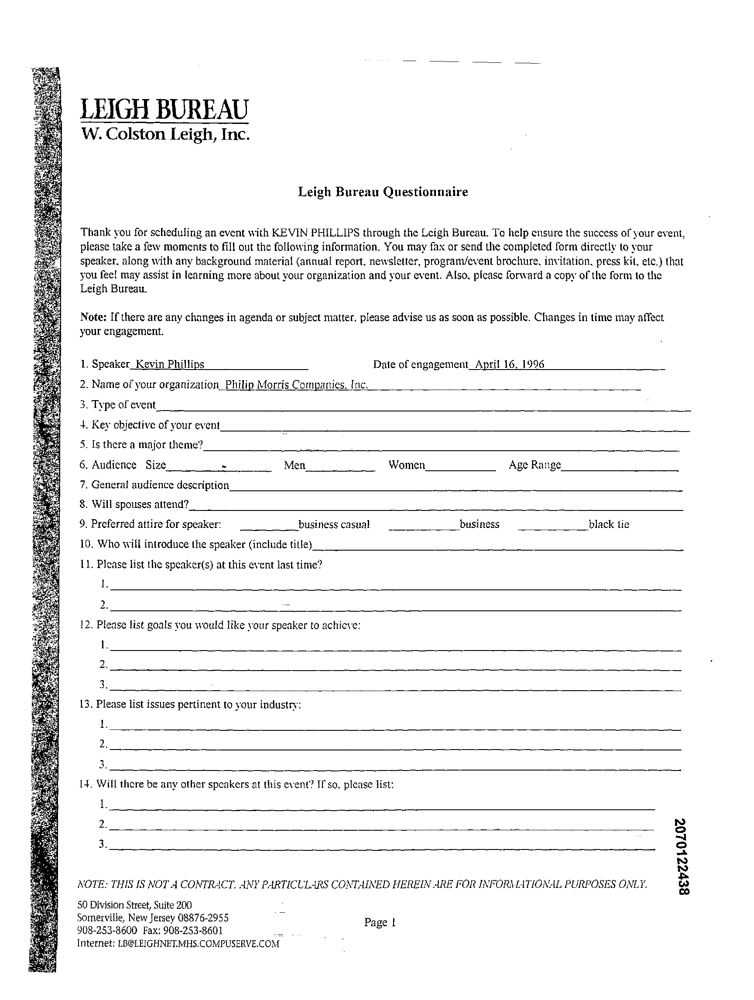 LEIGH BUREAU
W. Colston Leigh, Inc.
Leigh Bureau Questionnaire
Thank you for scheduling an event with KEVIN PHILLIPS through the Leigh Bureau. To help ensure the success of your event,
please take a few moments to fill out the following information. You may fax or send the completed form directly to your
speaker, along with any background material (annual report, newsletter, program/event brochure, invitation, press kit, etc.) that
you feel may assist in learning more about your organization and your event. Also, please forward a copy of the form to the
Leigh Bureau.
Note: If there are any changes in agenda or subject matter, please advise us as soon as possible. Changes in time may affect
your engagement.
1. Speaker Kevin Phillips Date of engagement April 16, 1996
2. Name of your organization Philip Morris Companies, Inc.
3. Type of event
4. Key objective of your event
5. Is there a major theme?
6. Audience Size Men Women Age Range
7. General audience description
8. Will spouses attend?
9. Preferred attire for speaker: business casual business black tie
10. Who will introduce the speaker (include title)
11. Please list the speaker(s) at this event last time?
1.
2.
12. Please list goals you would like your speaker to achieve:
1.
2.
3.
13. Please list issues pertinent to your industry:
1.
2.
3.
14. Will there be any other speakers at this event? If so, please list:
1.
2.
3.
2070122438
NOTE: THIS IS NOT A CONTRACT. ANY PARTICULARS CONTAINED HEREIN ARE FOR INFORMATIONAL PURPOSES ONLY.
50 Division Street, Suite 200
Somerville, New Jersey 08876-2955
908-253-8600 Fax: 908-253-8601
Internet: LB@LEIGHNET.MHS.COMPUSERVE.COM
Page 1